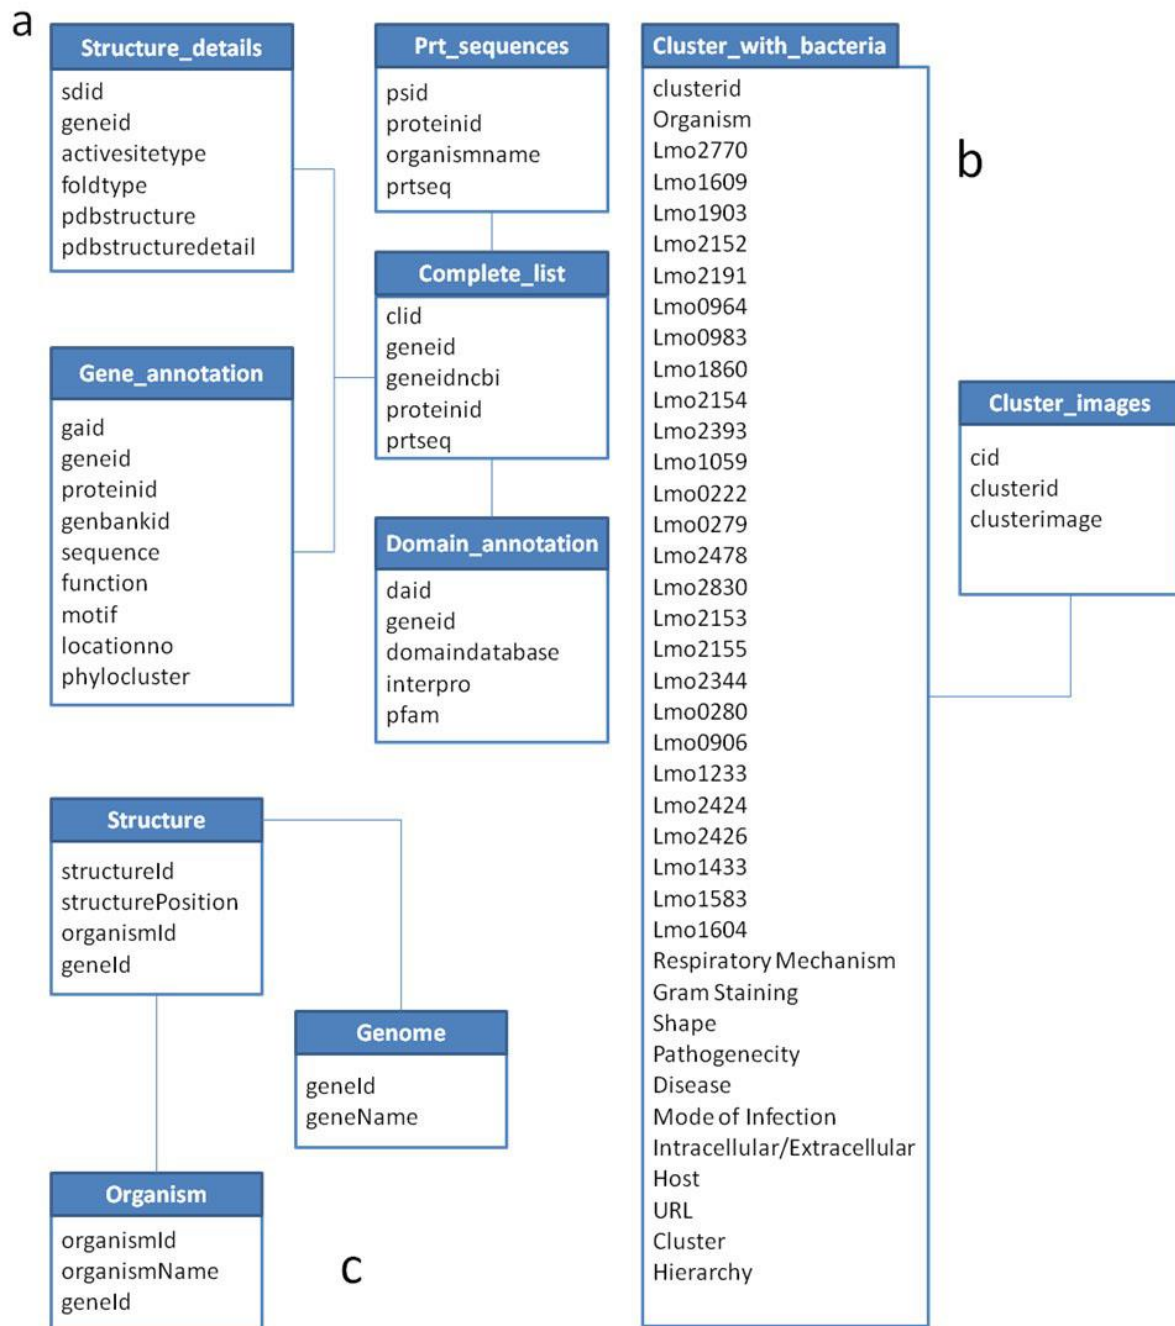 a
Structure_details
sdid
geneid
activesitetype
foldtype
pdbstructure
pdbstructuredetail
Prt_sequences
psid
proteinid
organismname
prtseq
Complete_list
clid
geneid
geneidncbi
proteinid
prtseq
Gene_annotation
gaid
geneid
proteinid
genbankid
sequence
function
motif
locationno
phylocluster
Domain_annotation
daid
geneid
domaindatabase
interpro
pfam
Cluster_with_bacteria
clusterid
Organism
Lmo2770
Lmo1609
Lmo1903
Lmo2152
Lmo2191
Lmo0964
Lmo0983
Lmo1860
Lmo2154
Lmo2393
Lmo1059
Lmo0222
Lmo0279
Lmo2478
Lmo2830
Lmo2153
Lmo2155
Lmo2344
Lmo0280
Lmo0906
Lmo1233
Lmo2424
Lmo2426
Lmo1433
Lmo1583
Lmo1604
Respiratory Mechanism
Gram Staining
Shape
Pathogenecity
Disease
Mode of Infection
Intracellular/Extracellular
Host
URL
Cluster
Hierarchy
b
Cluster_images
cid
clusterid
clusterimage
Structure
structureId
structurePosition
organismId
geneId
Genome
geneId
geneName
Organism
organismId
organismName
geneId
c